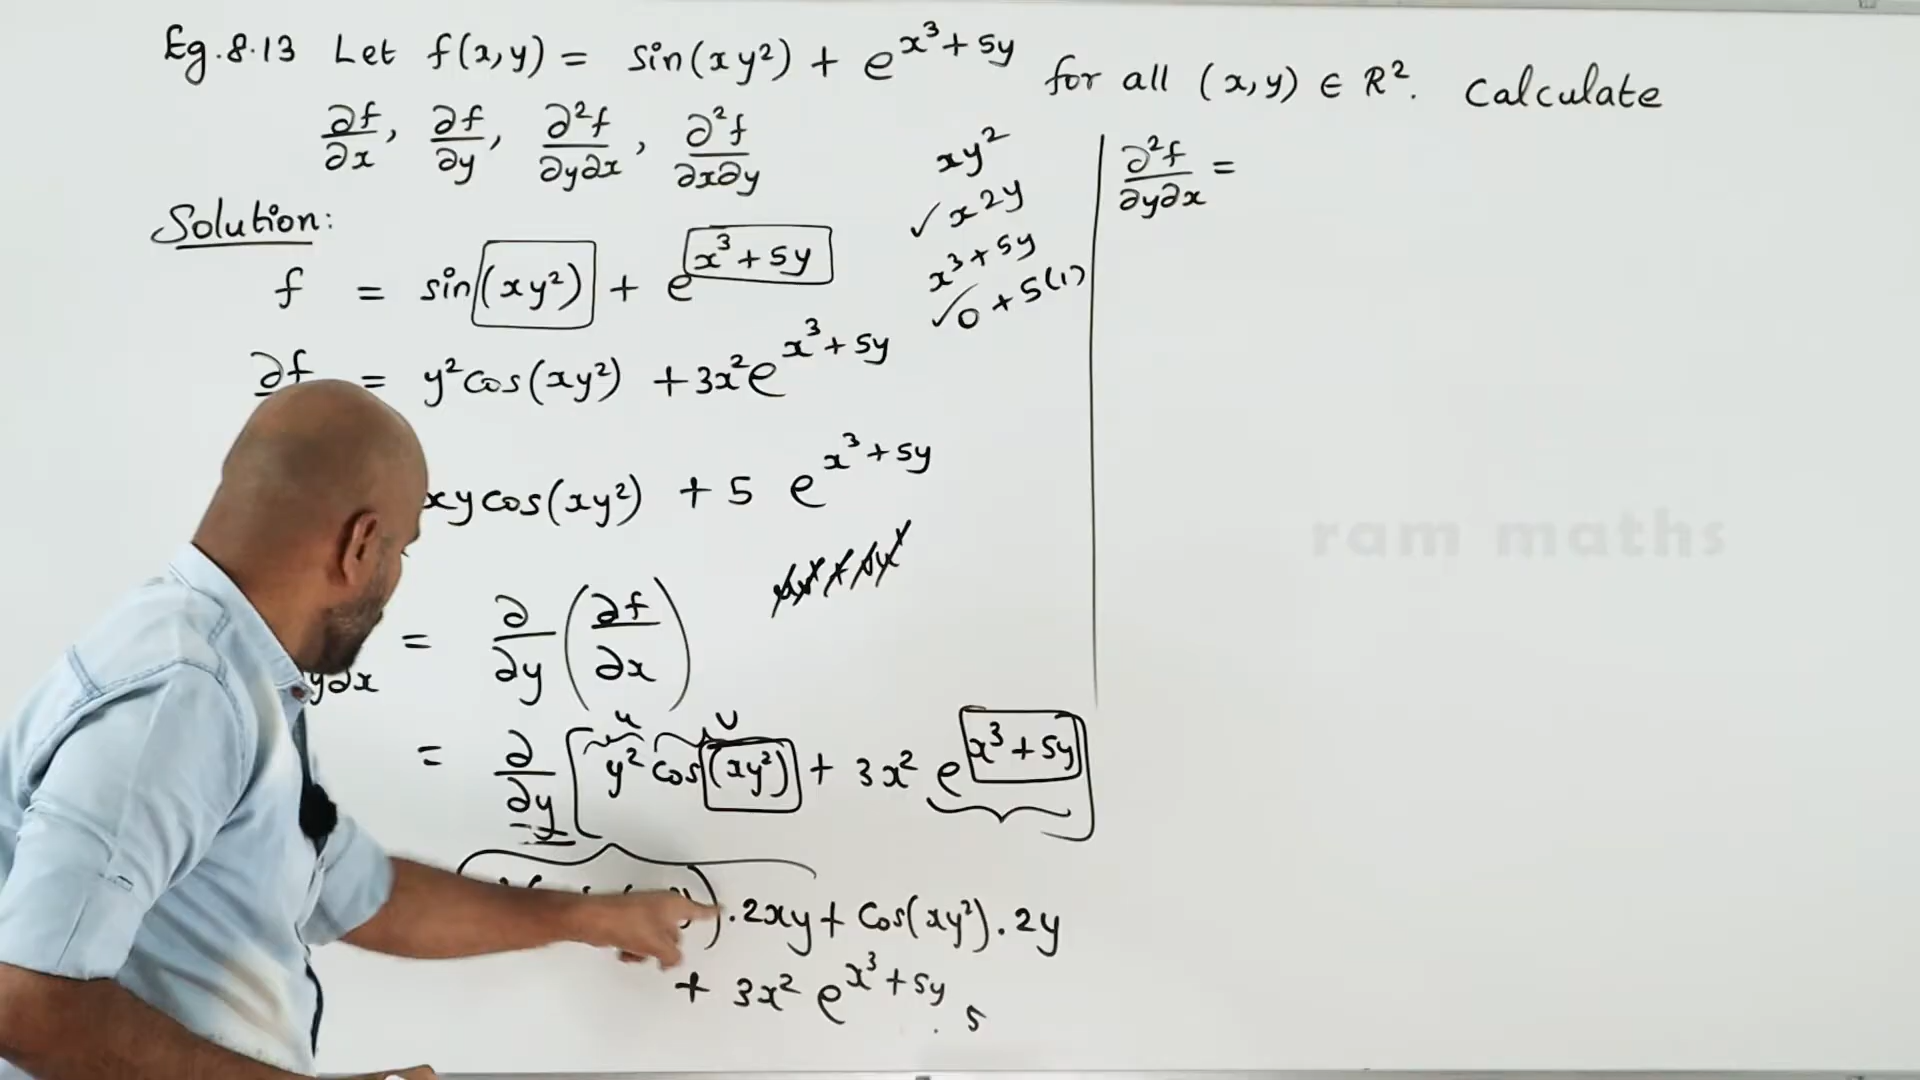 Eg.8.13 Let f(x,y) = sin(xy²) + e^{x³+5y} for all (x,y) ∈ R². Calculate
∂f/∂x, ∂f/∂y, ∂²f/∂y∂x, ∂²f/∂x∂y
Solution:
f = sin(xy²) + e^{x³+5y}
∂f = y²cos(xy²) + 3x²e^{x³+5y}
xycos(xy²) + 5 e^{x³+5y}
y∂x = ∂/∂y (∂f/∂x)
u v
= ∂/∂y [y² cos(xy²) + 3x² e^{x³+5y}]
.2xy + Cos(xy²).2y
+ 3x² e^{x³+5y} . 5
xy²
✓ x 2y
x³ + 5y
✓ 0 + 5(1)
∂²f/∂y∂x =
ram maths